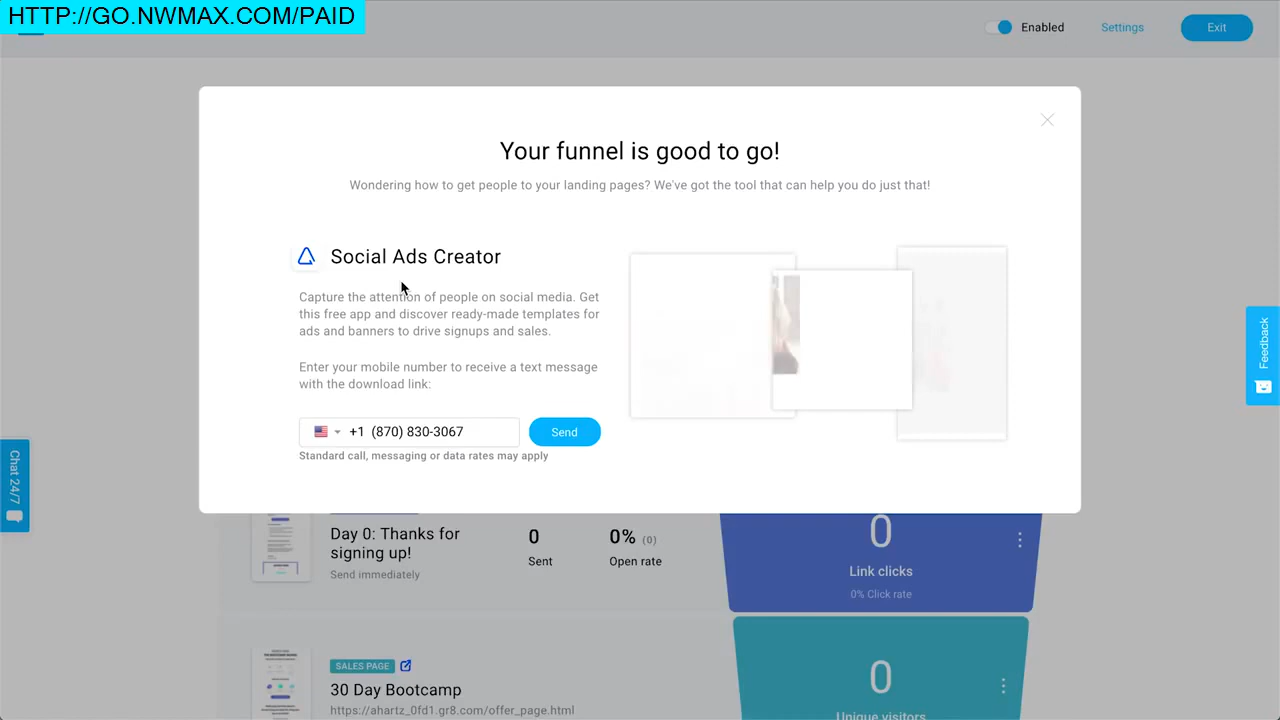 HTTP://GO.NWMAX.COM/PAID
Enabled
Settings
Exit
Your funnel is good to go!
Wondering how to get people to your landing pages? We've got the tool that can help you do just that!
Social Ads Creator
Capture the attention of people on social media. Get
this free app and discover ready-made templates for
ads and banners to drive signups and sales.
Enter your mobile number to receive a text message
with the download link:
+1 (870) 830-3067
Send
Standard call, messaging or data rates may apply
Feedback
Chat 24/7
Day 0: Thanks for
signing up!
Send immediately
0
Sent
0% (0)
Open rate
0
Link clicks
0% Click rate
SALES PAGE
30 Day Bootcamp
https://ahartz_0fd1.gr8.com/offer_page.html
0
Unique visitors